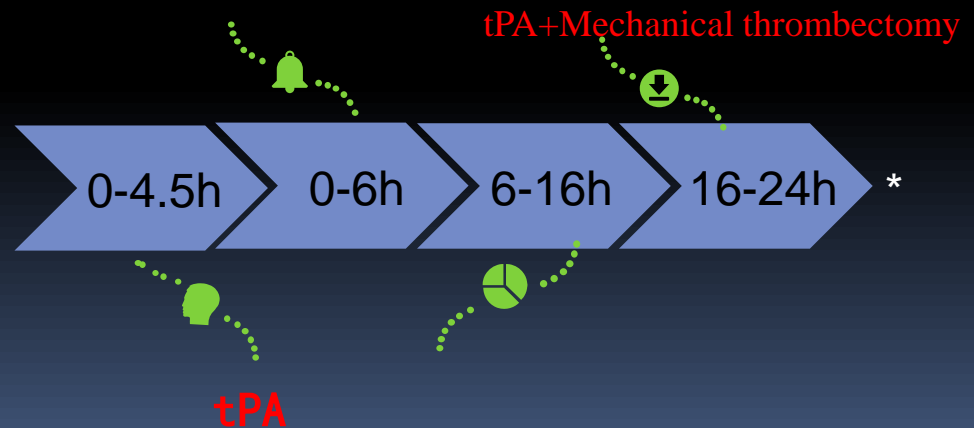 tPA+Mechanical thrombectomy
0-4.5h
0-6h
6-16h
16-24h
*
tPA